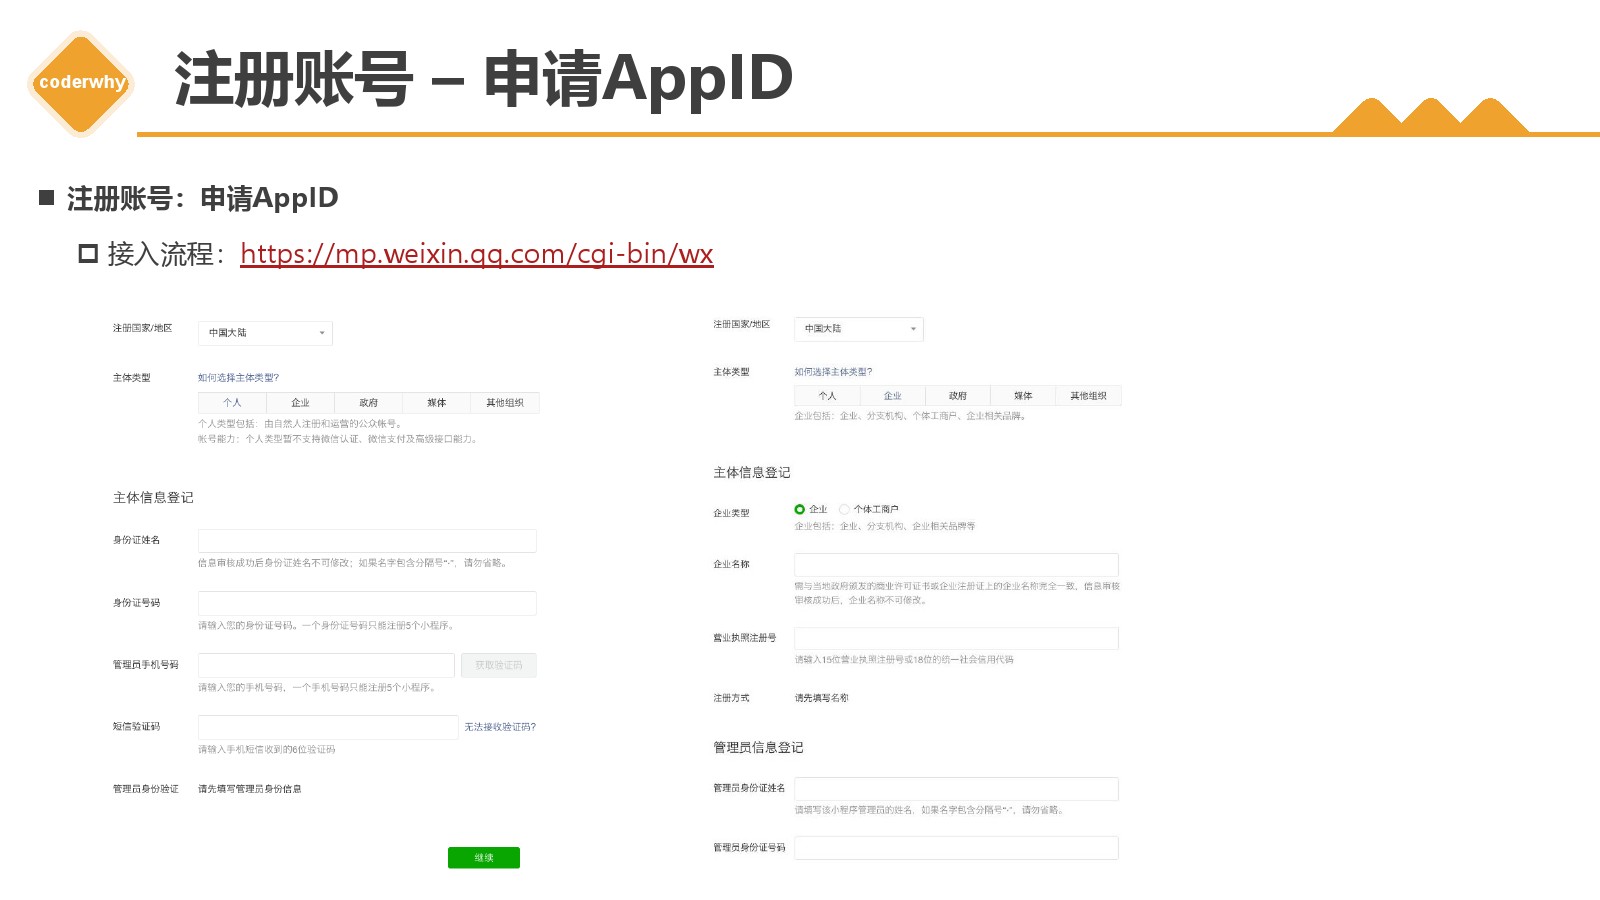 coderwhy
注册账号 – 申请AppID
注册账号：申请AppID
接入流程：https://mp.weixin.qq.com/cgi-bin/wx
注册国家/地区
中国大陆
主体类型
如何选择主体类型?
个人 企业 政府 媒体 其他组织
个人类型包括：由自然人注册和运营的公众帐号。
帐号能力：个人类型暂不支持微信认证、微信支付及高级接口能力。
主体信息登记
身份证姓名
信息审核成功后身份证姓名不可修改；如果名字包含分隔号“·”，请勿省略。
身份证号码
请输入您的身份证号码。一个身份证号码只能注册5个小程序。
管理员手机号码
获取验证码
请输入您的手机号码，一个手机号码只能注册5个小程序。
短信验证码
无法接收验证码?
请输入手机短信收到的6位验证码
管理员身份验证 请先填写管理员身份信息
继续
注册国家/地区
中国大陆
主体类型
如何选择主体类型?
个人 企业 政府 媒体 其他组织
企业包括：企业、分支机构、个体工商户、企业相关品牌。
主体信息登记
企业类型
企业 个体工商户
企业包括：企业、分支机构、企业相关品牌等
企业名称
需与当地政府颁发的商业许可证书或企业注册证上的企业名称完全一致，信息审核
审核成功后，企业名称不可修改。
营业执照注册号
请输入15位营业执照注册号或18位的统一社会信用代码
注册方式 请先填写名称
管理员信息登记
管理员身份证姓名
请填写该小程序管理员的姓名，如果名字包含分隔号“·”，请勿省略。
管理员身份证号码